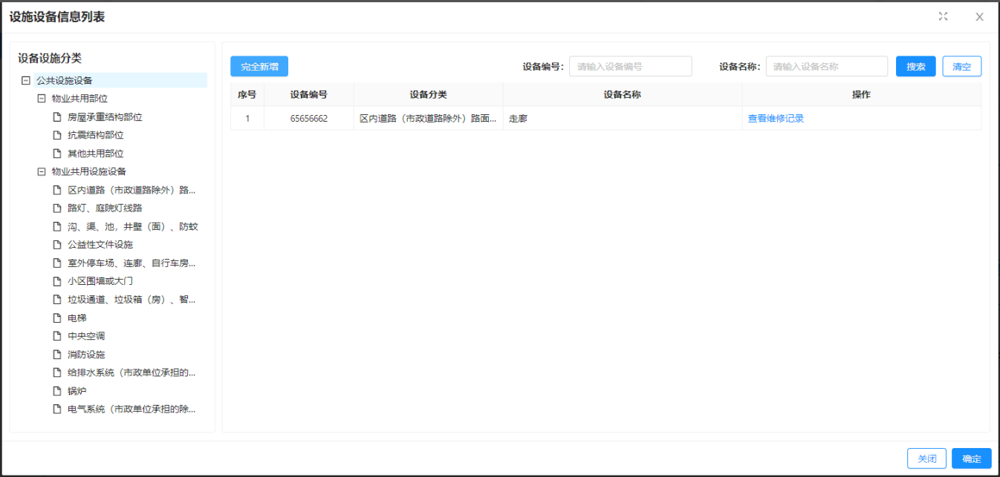 设施设备信息列表
设备设施分类
公共设施设备
物业共用部位
房屋承重结构部位
抗震结构部位
其他共用部位
物业共用设施设备
区内道路（市政道路除外）路...
路灯、庭院灯线路
沟、渠、池，井壁（面）、防蚊
公益性文件设施
室外停车场、连廊、自行车房...
小区围墙或大门
垃圾通道、垃圾箱（房）、智...
电梯
中央空调
消防设施
给排水系统（市政单位承担的...
锅炉
电气系统（市政单位承担的除...
完全新增 设备编号： 请输入设备编号 设备名称： 请输入设备名称 搜索 清空
序号 设备编号 设备分类 设备名称 操作
1 65656662 区内道路（市政道路除外）路面... 走廊 查看维修记录
关闭 确定